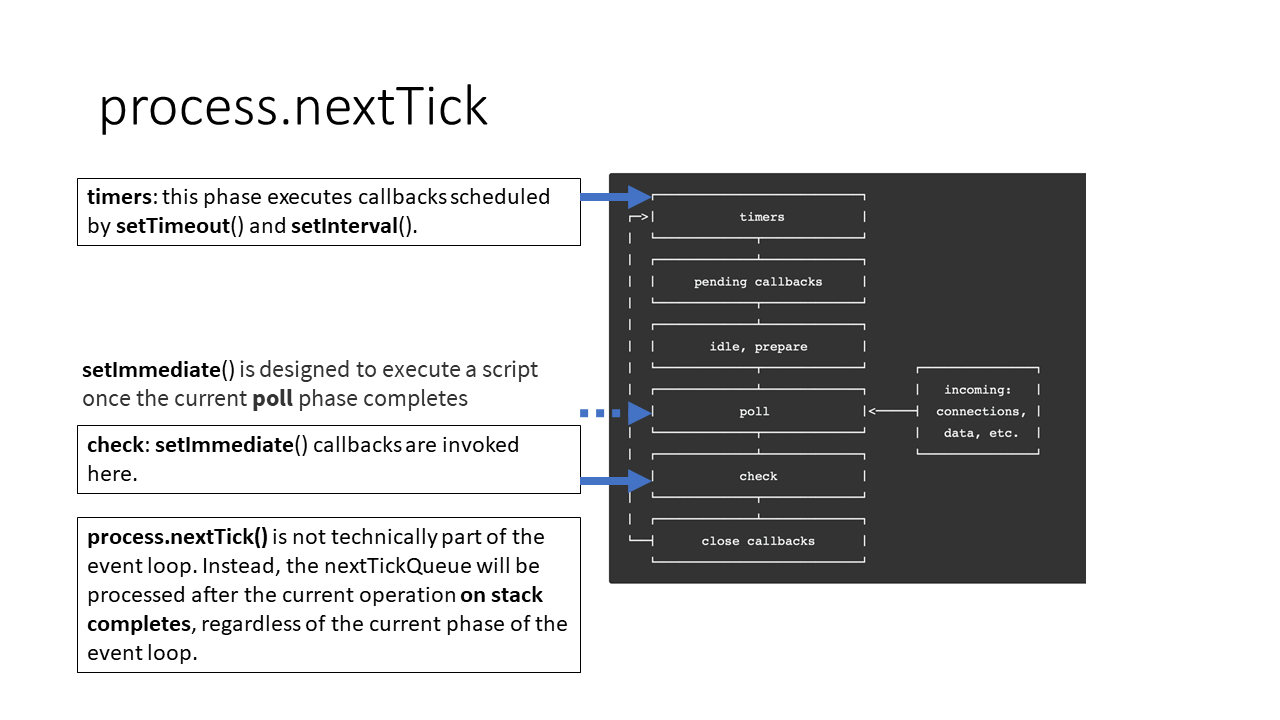 process.nextTick
timers: this phase executes callbacks scheduled
by setTimeout() and setInterval().
setImmediate() is designed to execute a script
once the current poll phase completes
check: setImmediate() callbacks are invoked
here.
process.nextTick() is not technically part of the
event loop. Instead, the nextTickQueue will be
processed after the current operation on stack
completes, regardless of the current phase of the
event loop.
timers
pending callbacks
idle, prepare
poll
check
close callbacks
incoming:
connections,
data, etc.